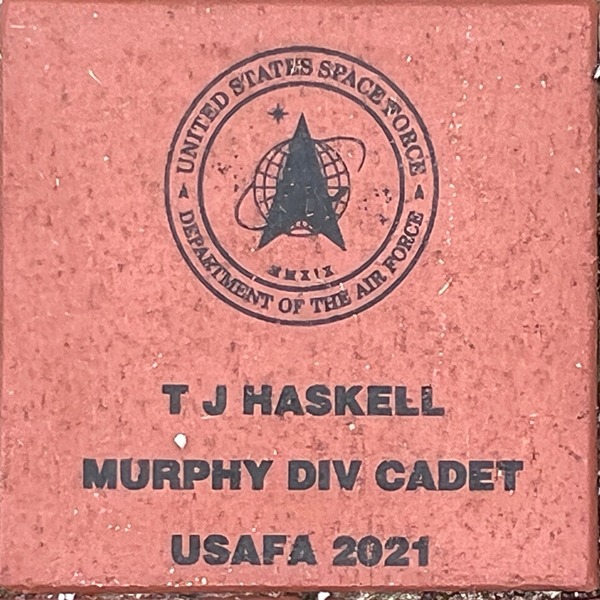 UNITED STATES SPACE FORCE
MMXIX
DEPARTMENT OF THE AIR FORCE
T J HASKELL
MURPHY DIV CADET
USAFA 2021